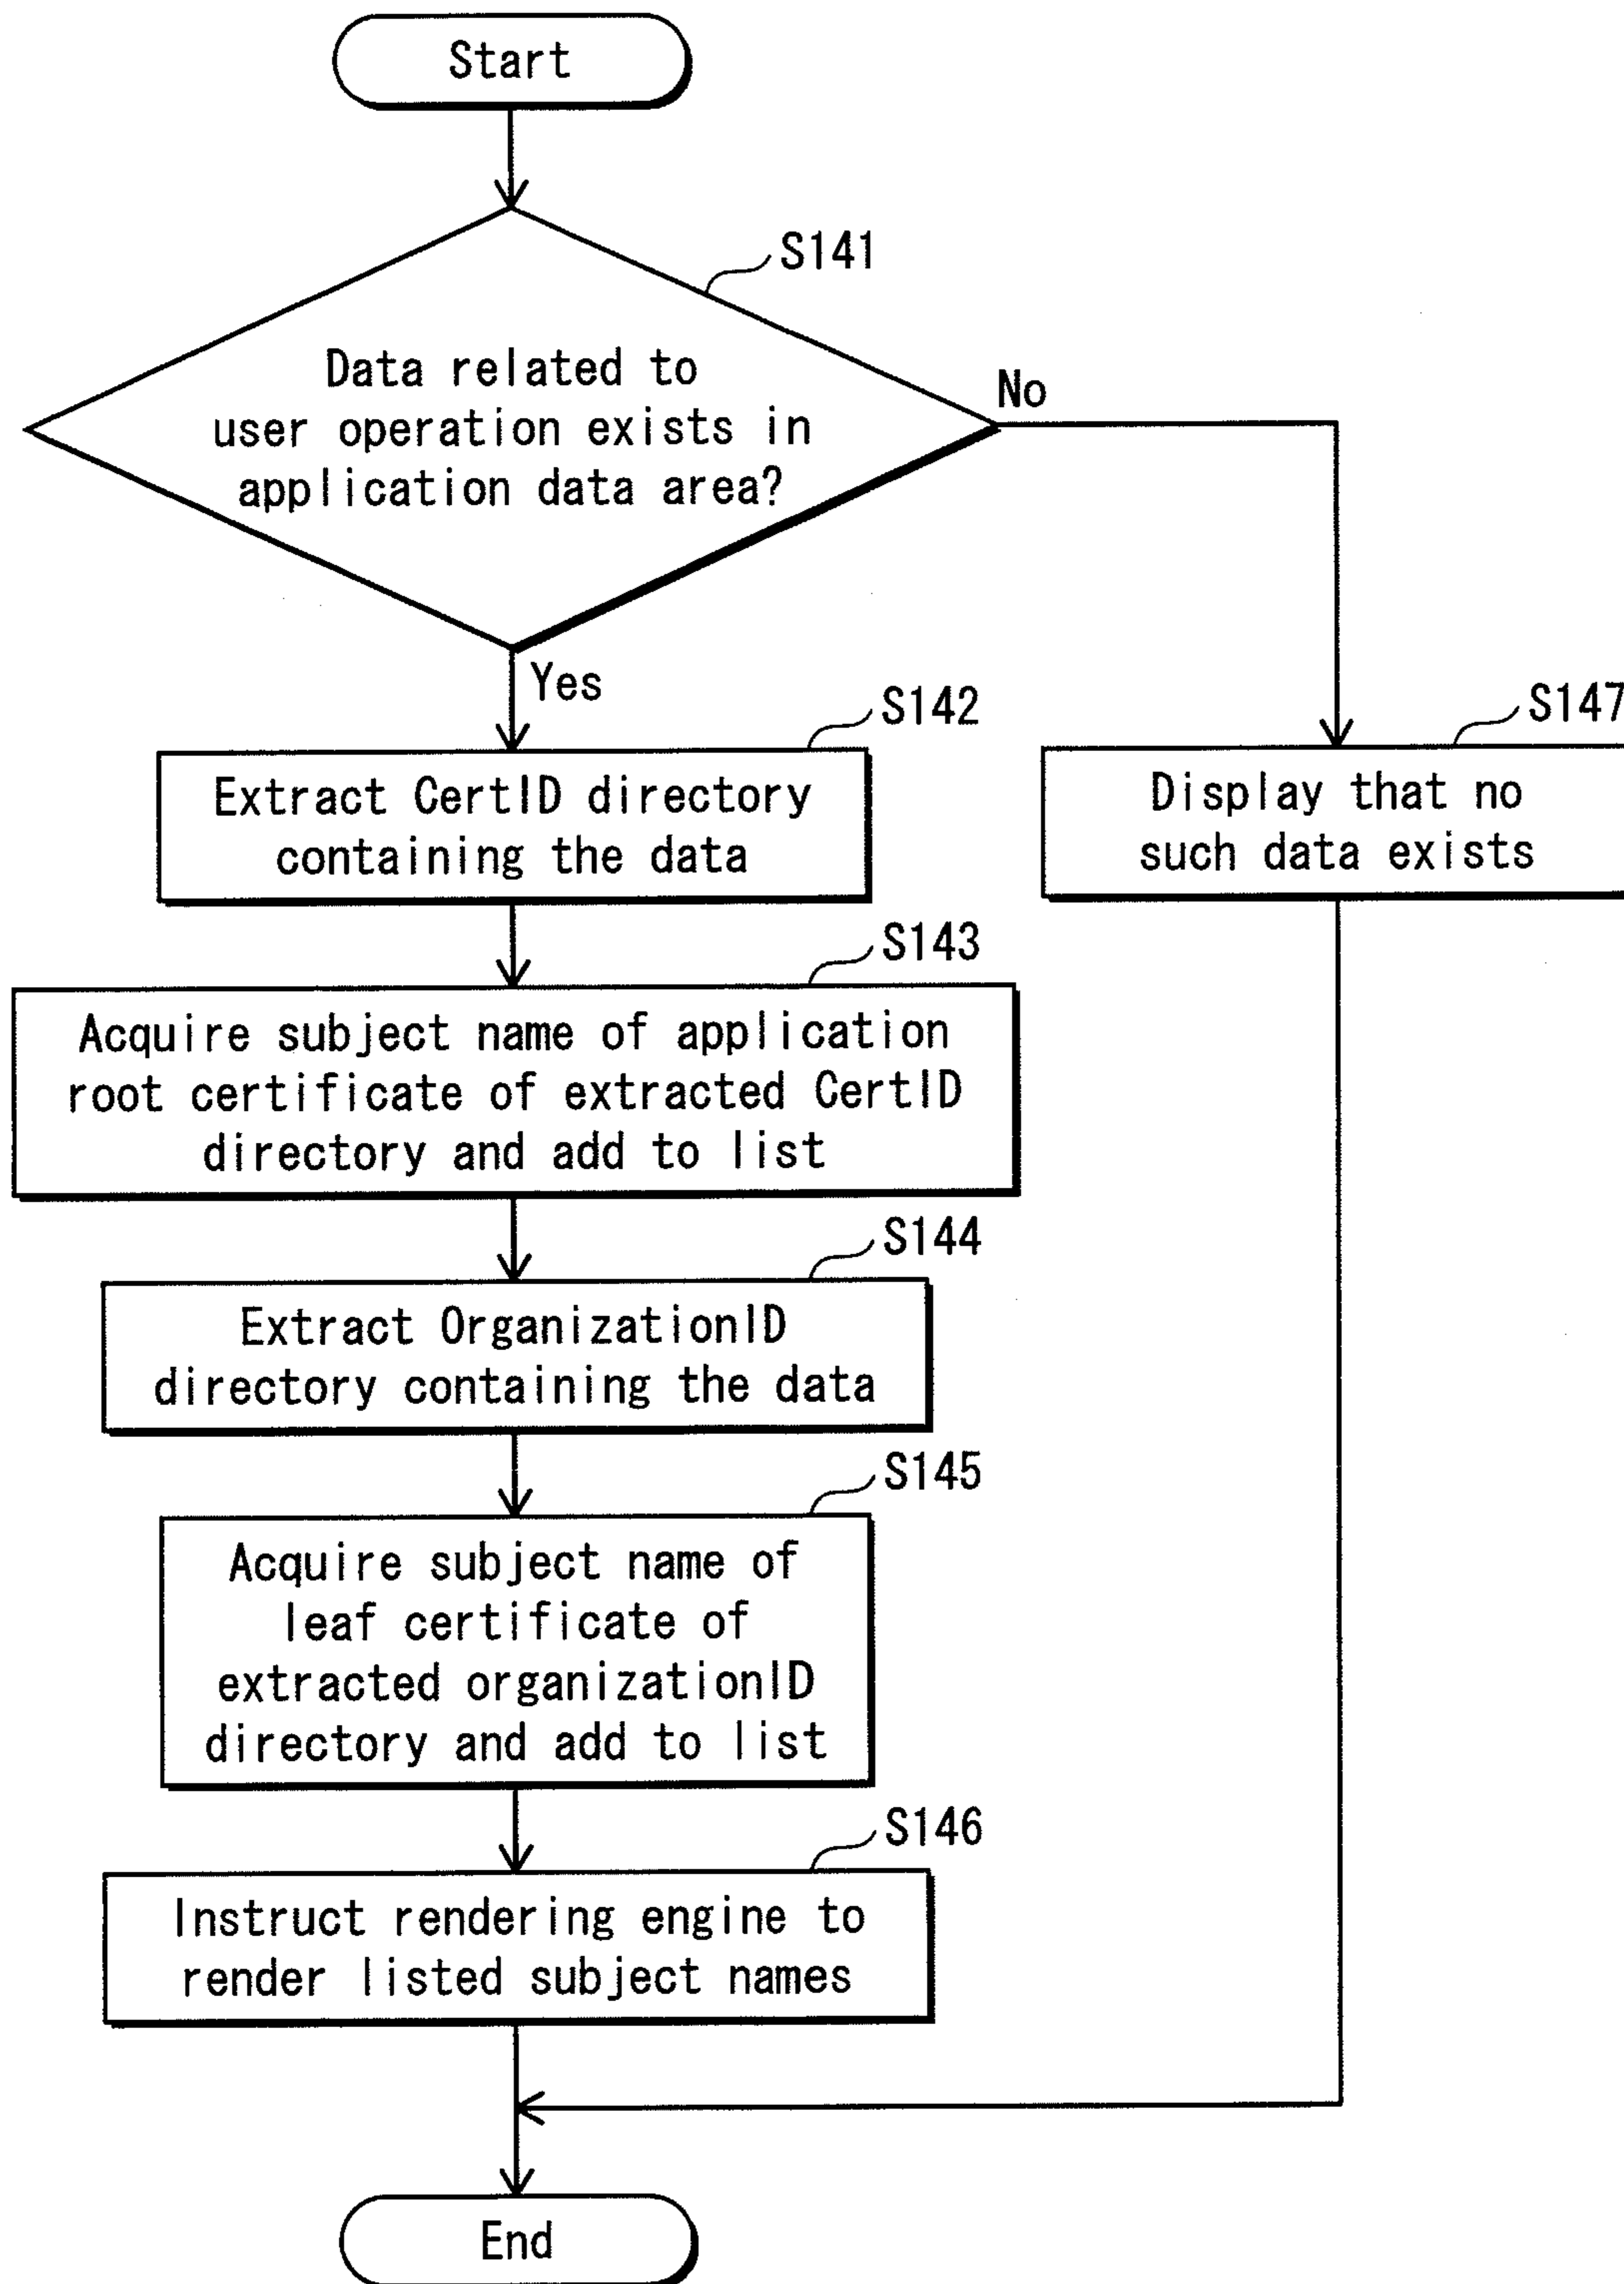 Start
S141
Data related to
user operation exists in
application data area?
No
Yes
S142
Extract CertID directory
containing the data
S147
Display that no
such data exists
S143
Acquire subject name of application
root certificate of extracted CertID
directory and add to list
S144
Extract OrganizationID
directory containing the data
S145
Acquire subject name of
leaf certificate of
extracted organizationID
directory and add to list
S146
Instruct rendering engine to
render listed subject names
End